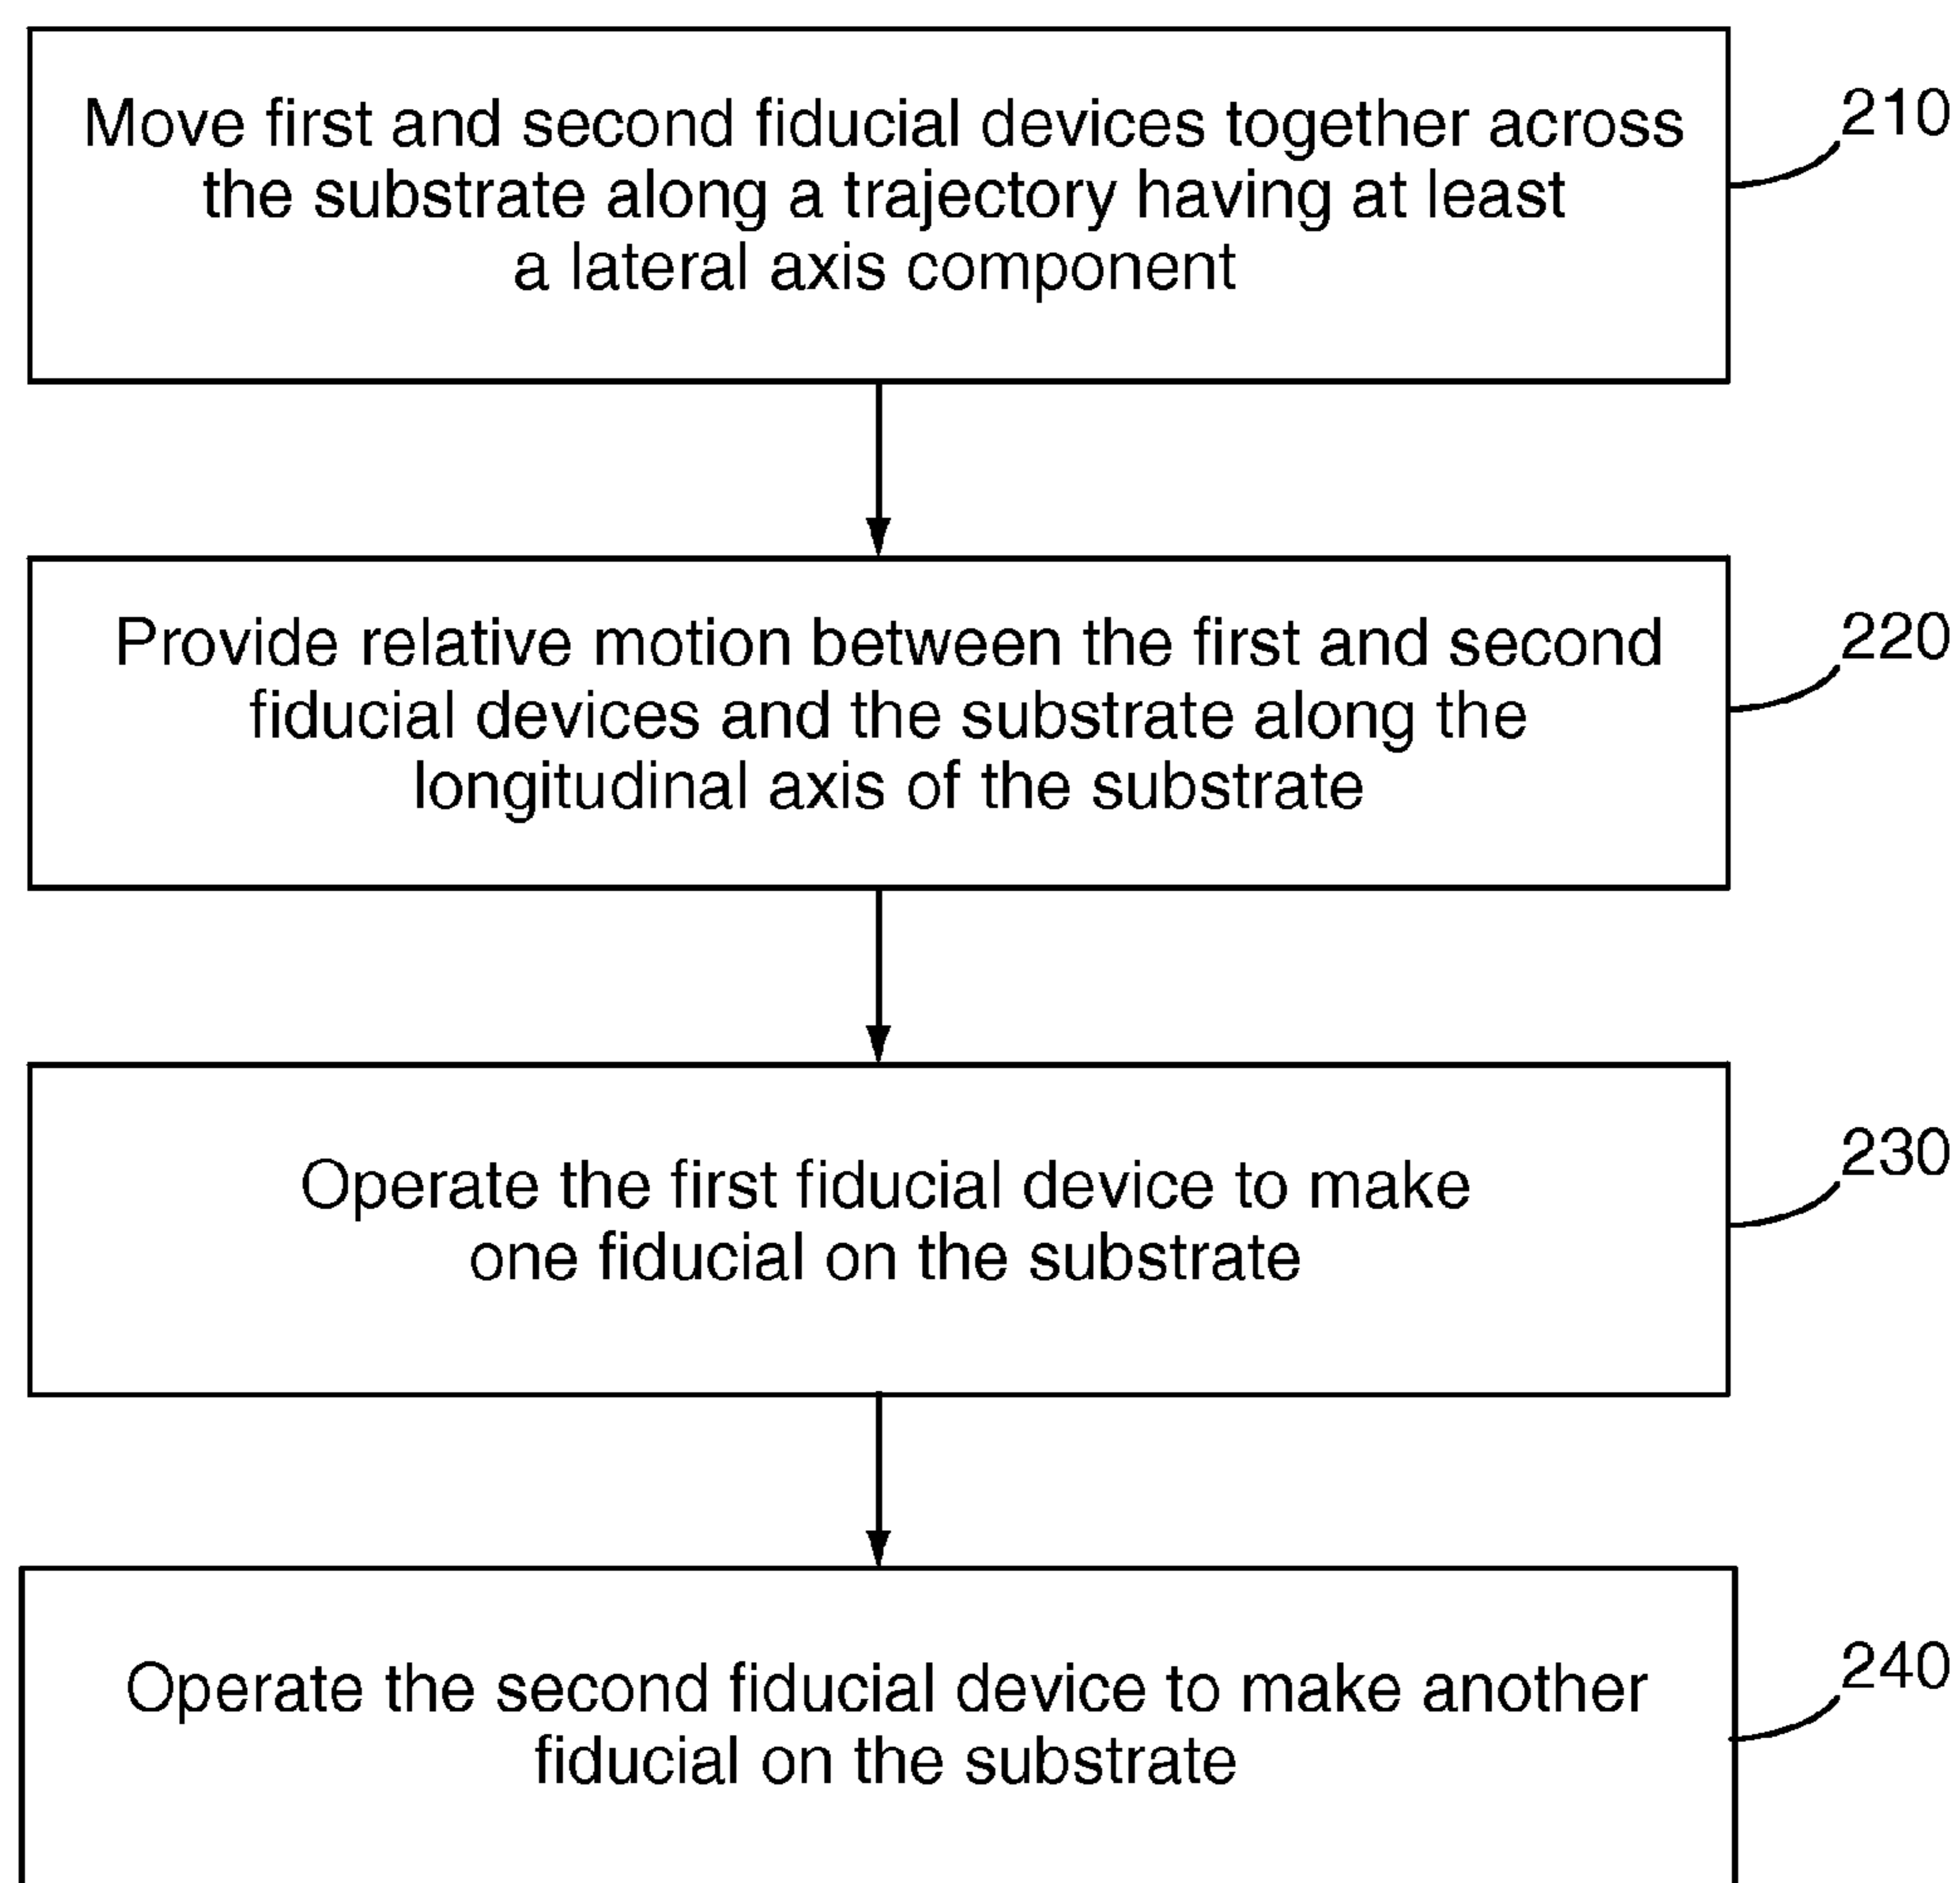 Move first and second fiducial devices together across
the substrate along a trajectory having at least
a lateral axis component
210
Provide relative motion between the first and second
fiducial devices and the substrate along the
longitudinal axis of the substrate
220
Operate the first fiducial device to make
one fiducial on the substrate
230
Operate the second fiducial device to make another
fiducial on the substrate
240